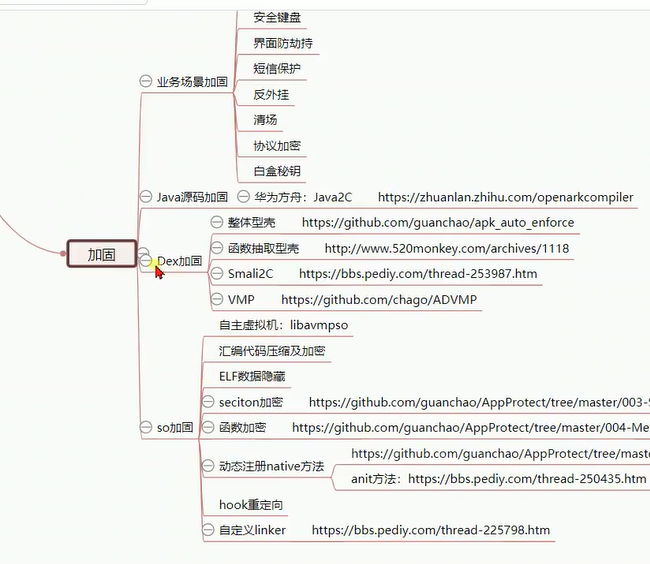 安全键盘
界面防劫持
短信保护
业务场景加固
反外挂
清场
协议加密
白盒秘钥
Java源码加固 华为方舟：Java2C https://zhuanlan.zhihu.com/openarkcompiler
加固
Dex加固
整体型壳 https://github.com/guanchao/apk_auto_enforce
函数抽取型壳 http://www.520monkey.com/archives/1118
Smali2C https://bbs.pediy.com/thread-253987.htm
VMP https://github.com/chago/ADVMP
so加固
自主虚拟机：libavmpso
汇编代码压缩及加密
ELF数据隐藏
seciton加密 https://github.com/guanchao/AppProtect/tree/master/003-S
函数加密 https://github.com/guanchao/AppProtect/tree/master/004-Me
动态注册native方法
https://github.com/guanchao/AppProtect/tree/maste
anit方法：https://bbs.pediy.com/thread-250435.htm
hook重定向
自定义linker https://bbs.pediy.com/thread-225798.htm